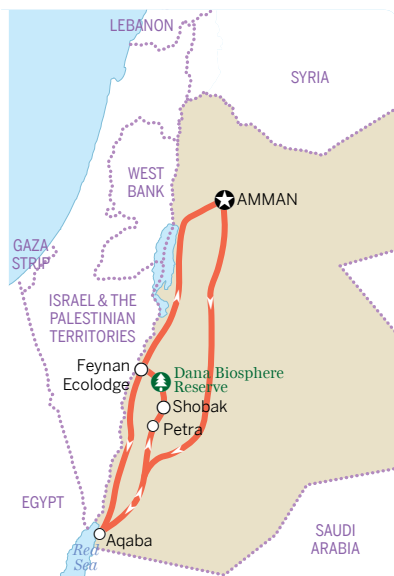 LEBANON
SYRIA
WEST
BANK
AMMAN
GAZA
STRIP
ISRAEL & THE
PALESTINIAN
TERRITORIES
Feynan
Ecolodge
Dana Biosphere
Reserve
Shobak
Petra
EGYPT
SAUDI
ARABIA
Aqaba
Red
Sea